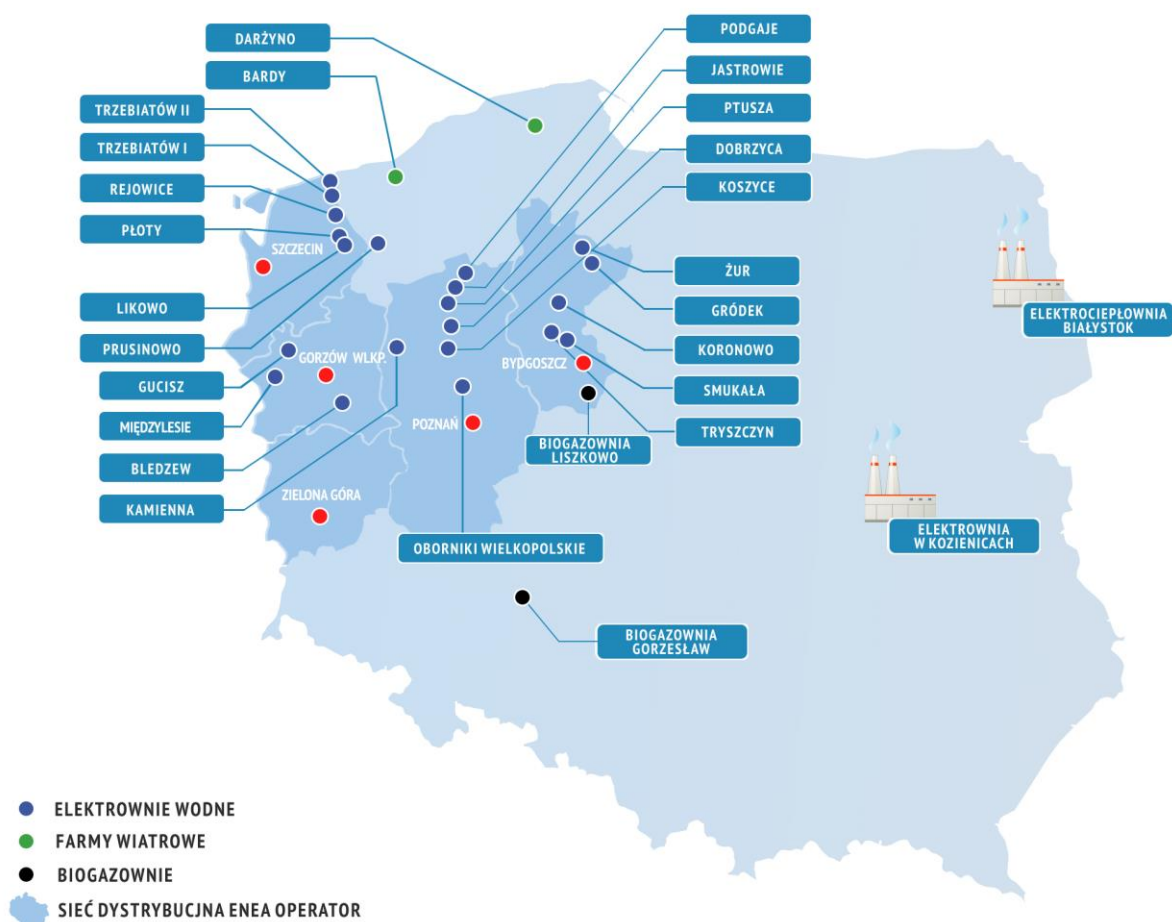 DARŻYNO
BARDY
TRZEBIATÓW II
TRZEBIATÓW I
REJOWICE
PŁOTY
LIKOWO
PRUSINOWO
GUCISZ
MIĘDZYLESIE
BLEDZEW
KAMIENNA
PODGAJE
JASTROWIE
PTUSZA
DOBRZYCA
KOSZYCE
ŻUR
GRÓDEK
KORONOWO
SMUKAŁA
TRYSZCZYN
SZCZECIN
GORZÓW WLKP.
BYDGOSZCZ
POZNAŃ
ZIELONA GÓRA
BIOGAZOWNIA
LISZKOWO
OBORNIKI WIELKOPOLSKIE
BIOGAZOWNIA
GORZESŁAW
ELEKTROCIEPŁOWNIA
BIAŁYSTOK
ELEKTROWNIA
W KOZIENICACH
ELEKTROWNIE WODNE
FARMY WIATROWE
BIOGAZOWNIE
SIEĆ DYSTRYBUCJNA ENEA OPERATOR